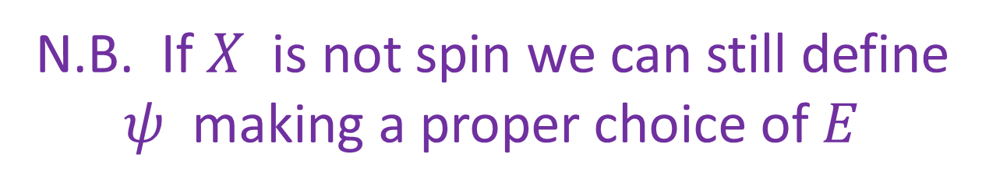 N.B. If 𝑋 is not spin we can still define
𝜓 making a proper choice of 𝐸